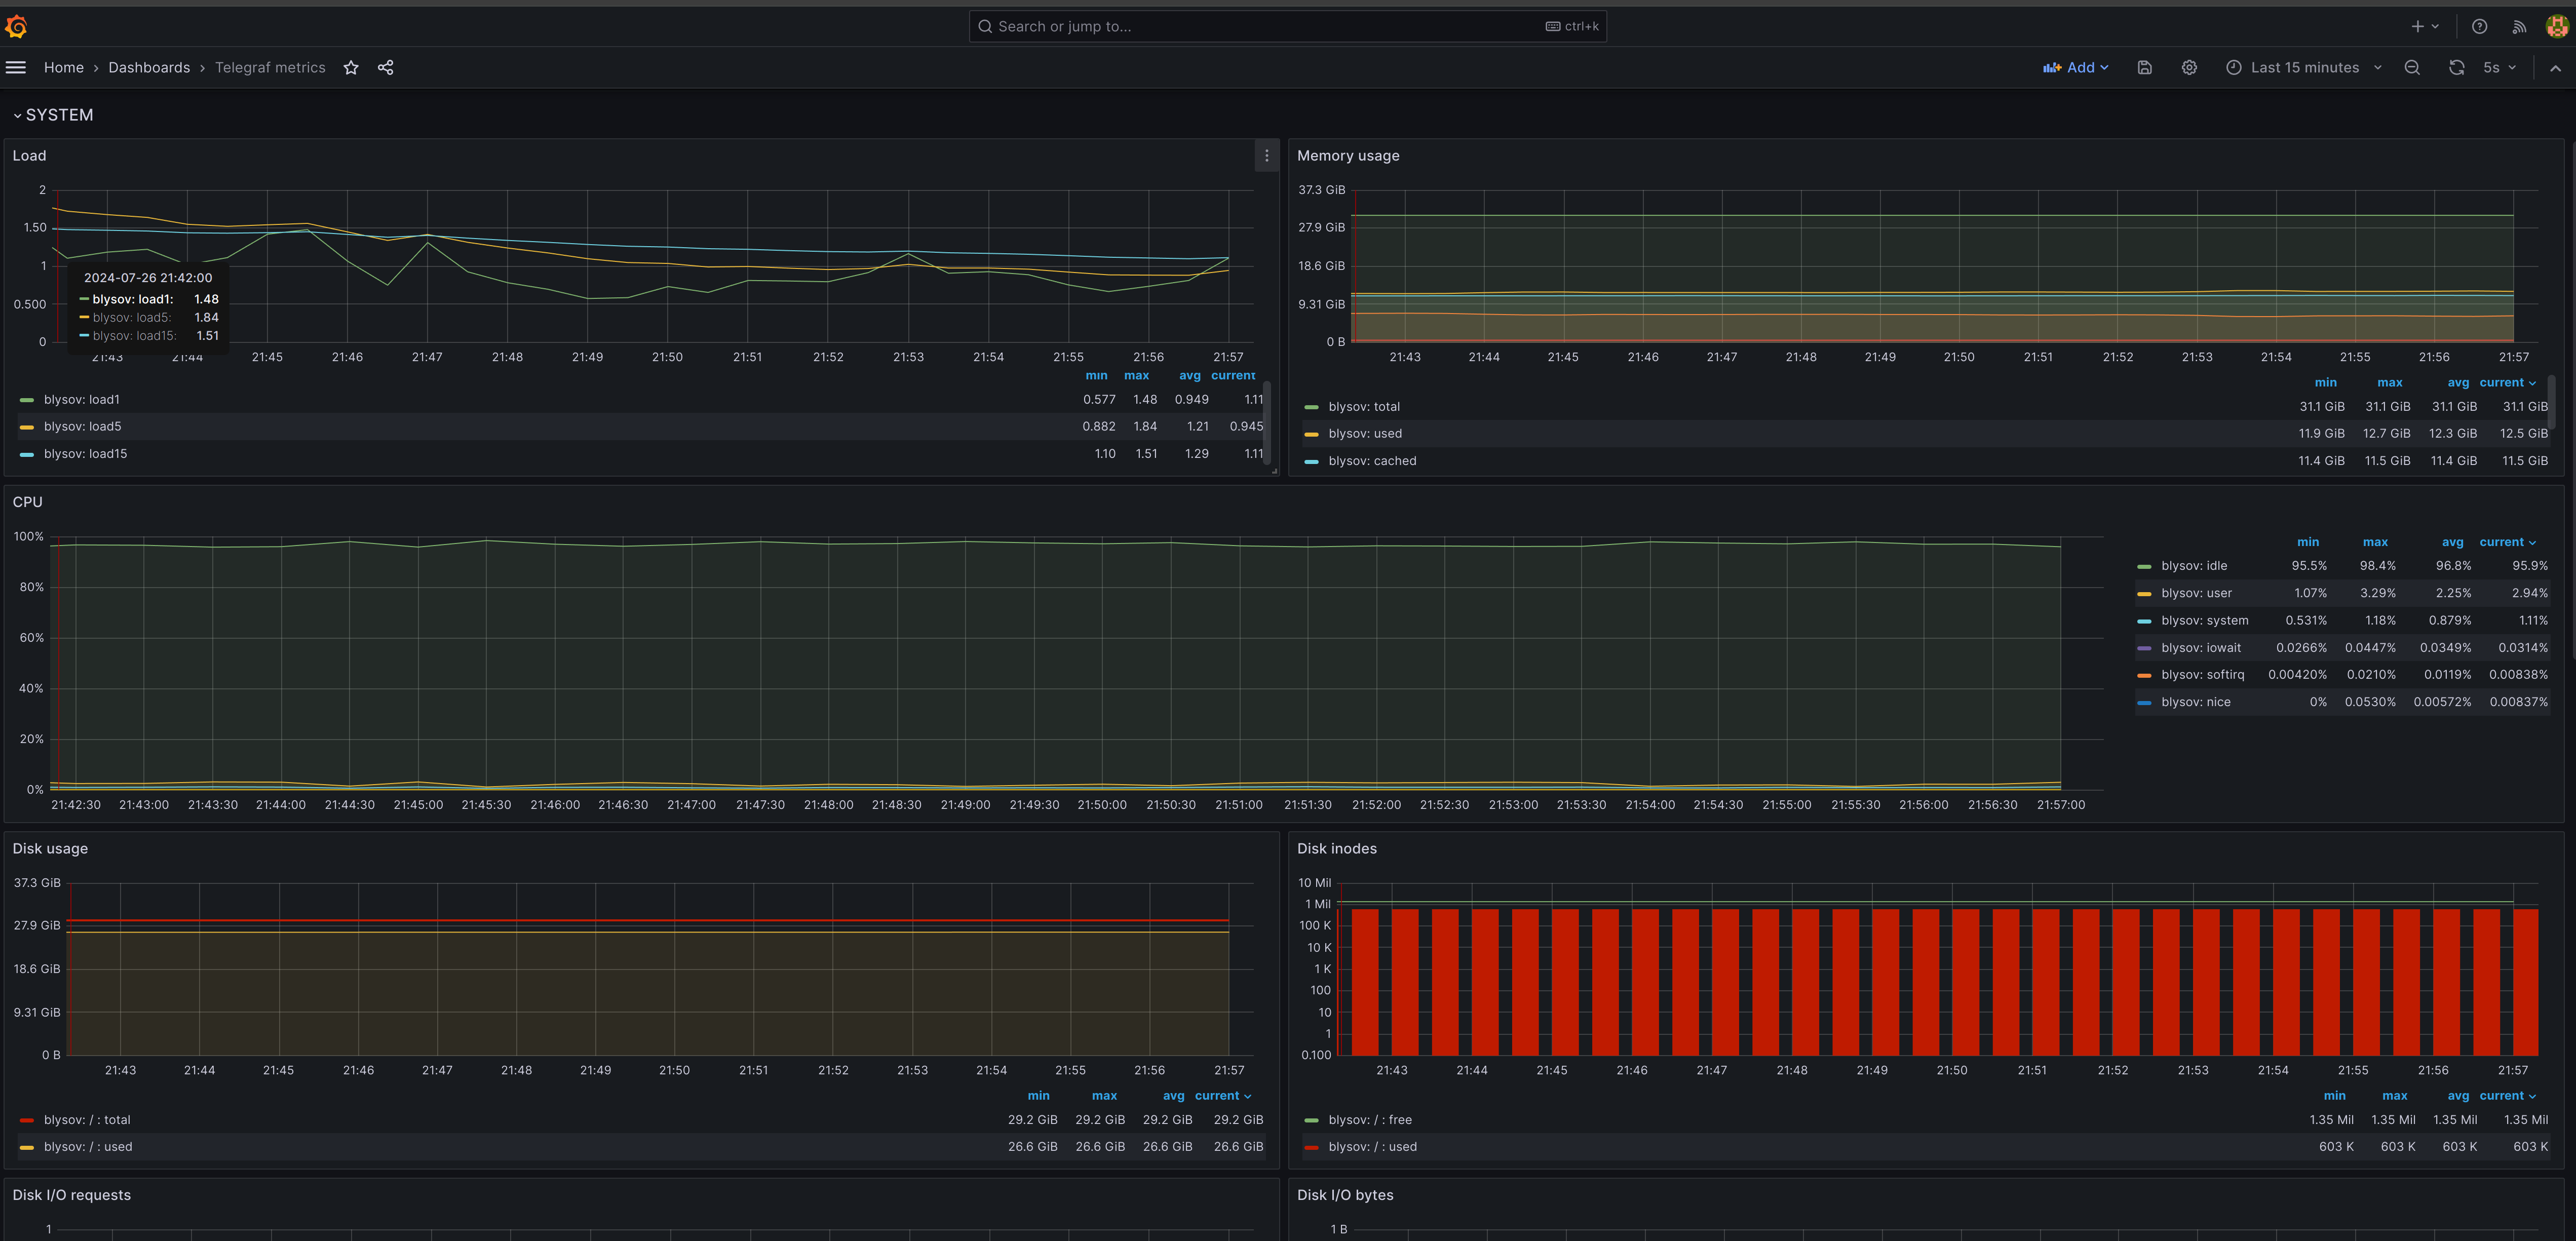 Search or jump to... ctrl+k
Home › Dashboards › Telegraf metrics Add Last 15 minutes 5s
SYSTEM
Load
2
1.50
1
0.500
0
2024-07-26 21:42:00
blysov: load1: 1.48
blysov: load5: 1.84
blysov: load15: 1.51
21:43 21:44 21:45 21:46 21:47 21:48 21:49 21:50 21:51 21:52 21:53 21:54 21:55 21:56 21:57
min max avg current
blysov: load1 0.577 1.48 0.949 1.11
blysov: load5 0.882 1.84 1.21 0.945
blysov: load15 1.10 1.51 1.29 1.11
Memory usage
37.3 GiB
27.9 GiB
18.6 GiB
9.31 GiB
0 B
21:43 21:44 21:45 21:46 21:47 21:48 21:49 21:50 21:51 21:52 21:53 21:54 21:55 21:56 21:57
min max avg current
blysov: total 31.1 GiB 31.1 GiB 31.1 GiB 31.1 GiB
blysov: used 11.9 GiB 12.7 GiB 12.3 GiB 12.5 GiB
blysov: cached 11.4 GiB 11.5 GiB 11.4 GiB 11.5 GiB
CPU
100%
80%
60%
40%
20%
0%
21:42:30 21:43:00 21:43:30 21:44:00 21:44:30 21:45:00 21:45:30 21:46:00 21:46:30 21:47:00 21:47:30 21:48:00 21:48:30 21:49:00 21:49:30 21:50:00 21:50:30 21:51:00 21:51:30 21:52:00 21:52:30 21:53:00 21:53:30 21:54:00 21:54:30 21:55:00 21:55:30 21:56:00 21:56:30 21:57:00
min max avg current
blysov: idle 95.5% 98.4% 96.8% 95.9%
blysov: user 1.07% 3.29% 2.25% 2.94%
blysov: system 0.531% 1.18% 0.879% 1.11%
blysov: iowait 0.0266% 0.0447% 0.0349% 0.0314%
blysov: softirq 0.00420% 0.0210% 0.0119% 0.00838%
blysov: nice 0% 0.0530% 0.00572% 0.00837%
Disk usage
37.3 GiB
27.9 GiB
18.6 GiB
9.31 GiB
0 B
21:43 21:44 21:45 21:46 21:47 21:48 21:49 21:50 21:51 21:52 21:53 21:54 21:55 21:56 21:57
min max avg current
blysov: / : total 29.2 GiB 29.2 GiB 29.2 GiB 29.2 GiB
blysov: / : used 26.6 GiB 26.6 GiB 26.6 GiB 26.6 GiB
Disk inodes
10 Mil
1 Mil
100 K
10 K
1 K
100
10
1
0.100
21:43 21:44 21:45 21:46 21:47 21:48 21:49 21:50 21:51 21:52 21:53 21:54 21:55 21:56 21:57
min max avg current
blysov: / : free 1.35 Mil 1.35 Mil 1.35 Mil 1.35 Mil
blysov: / : used 603 K 603 K 603 K 603 K
Disk I/O requests
1
Disk I/O bytes
1 B